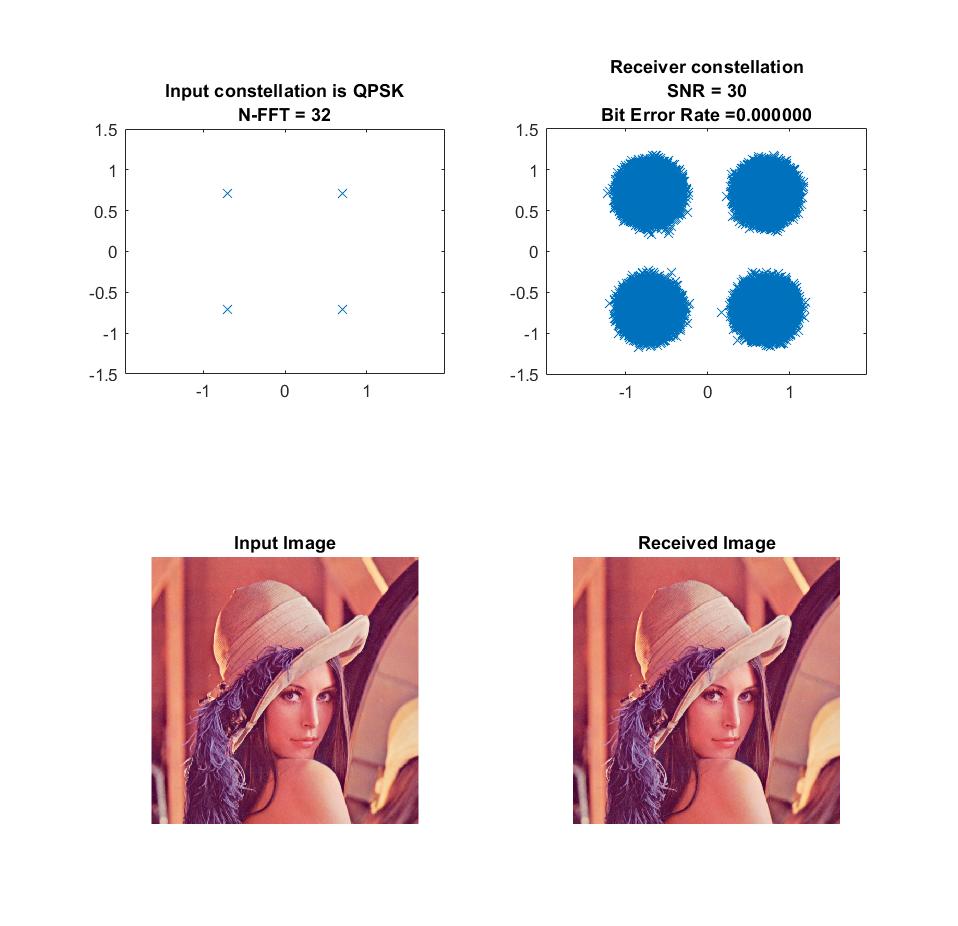 Input constellation is QPSK
N-FFT = 32
1.5
1
0.5
0
-0.5
-1
-1.5
-1 0 1
Receiver constellation
SNR = 30
Bit Error Rate =0.000000
1.5
1
0.5
0
-0.5
-1
-1.5
-1 0 1
Input Image
Received Image